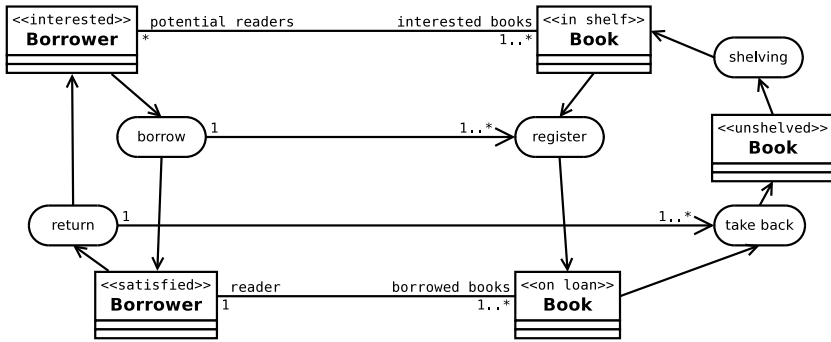 <<interested>>
Borrower
potential readers
*
interested books
1..*
<<in shelf>>
Book
shelving
borrow
1
1..*
register
<<unshelved>>
Book
return
1
1..*
take back
<<satisfied>>
Borrower
reader
1
borrowed books
1..*
<<on loan>>
Book